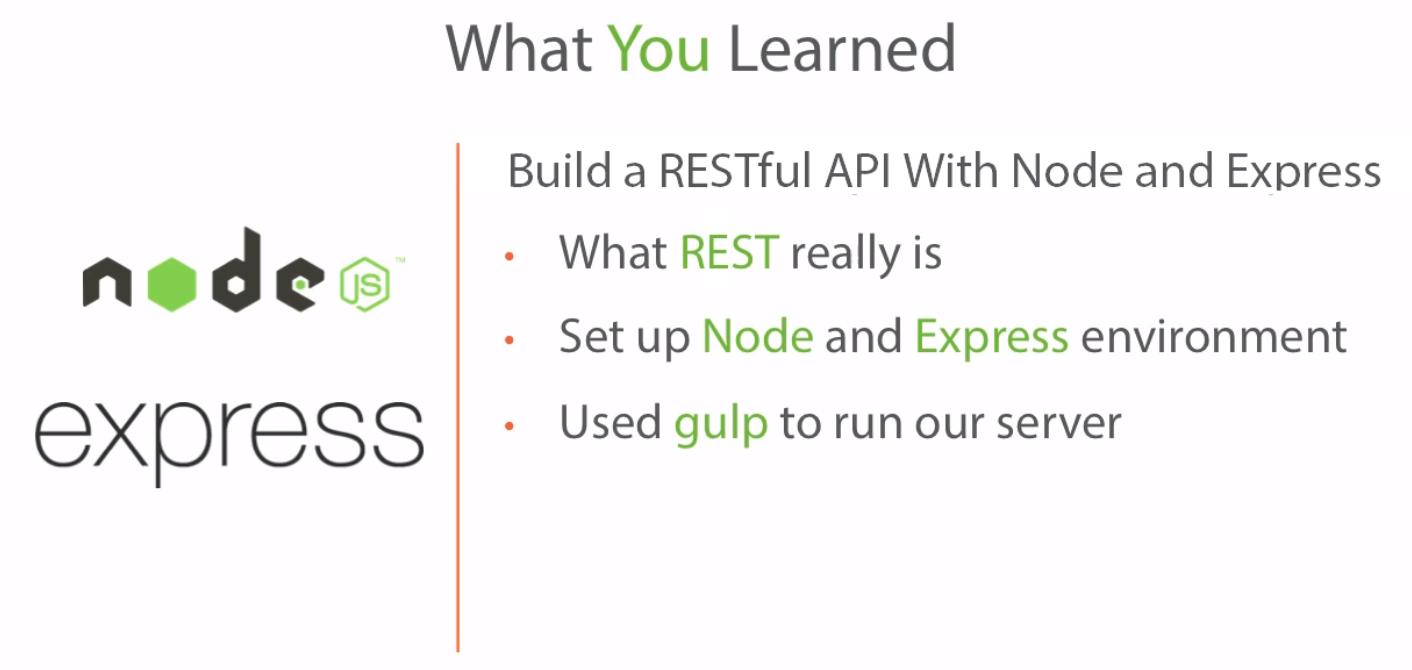 What You Learned
Build a RESTful API With Node and Express
node JS ™
express
• What REST really is
• Set up Node and Express environment
• Used gulp to run our server